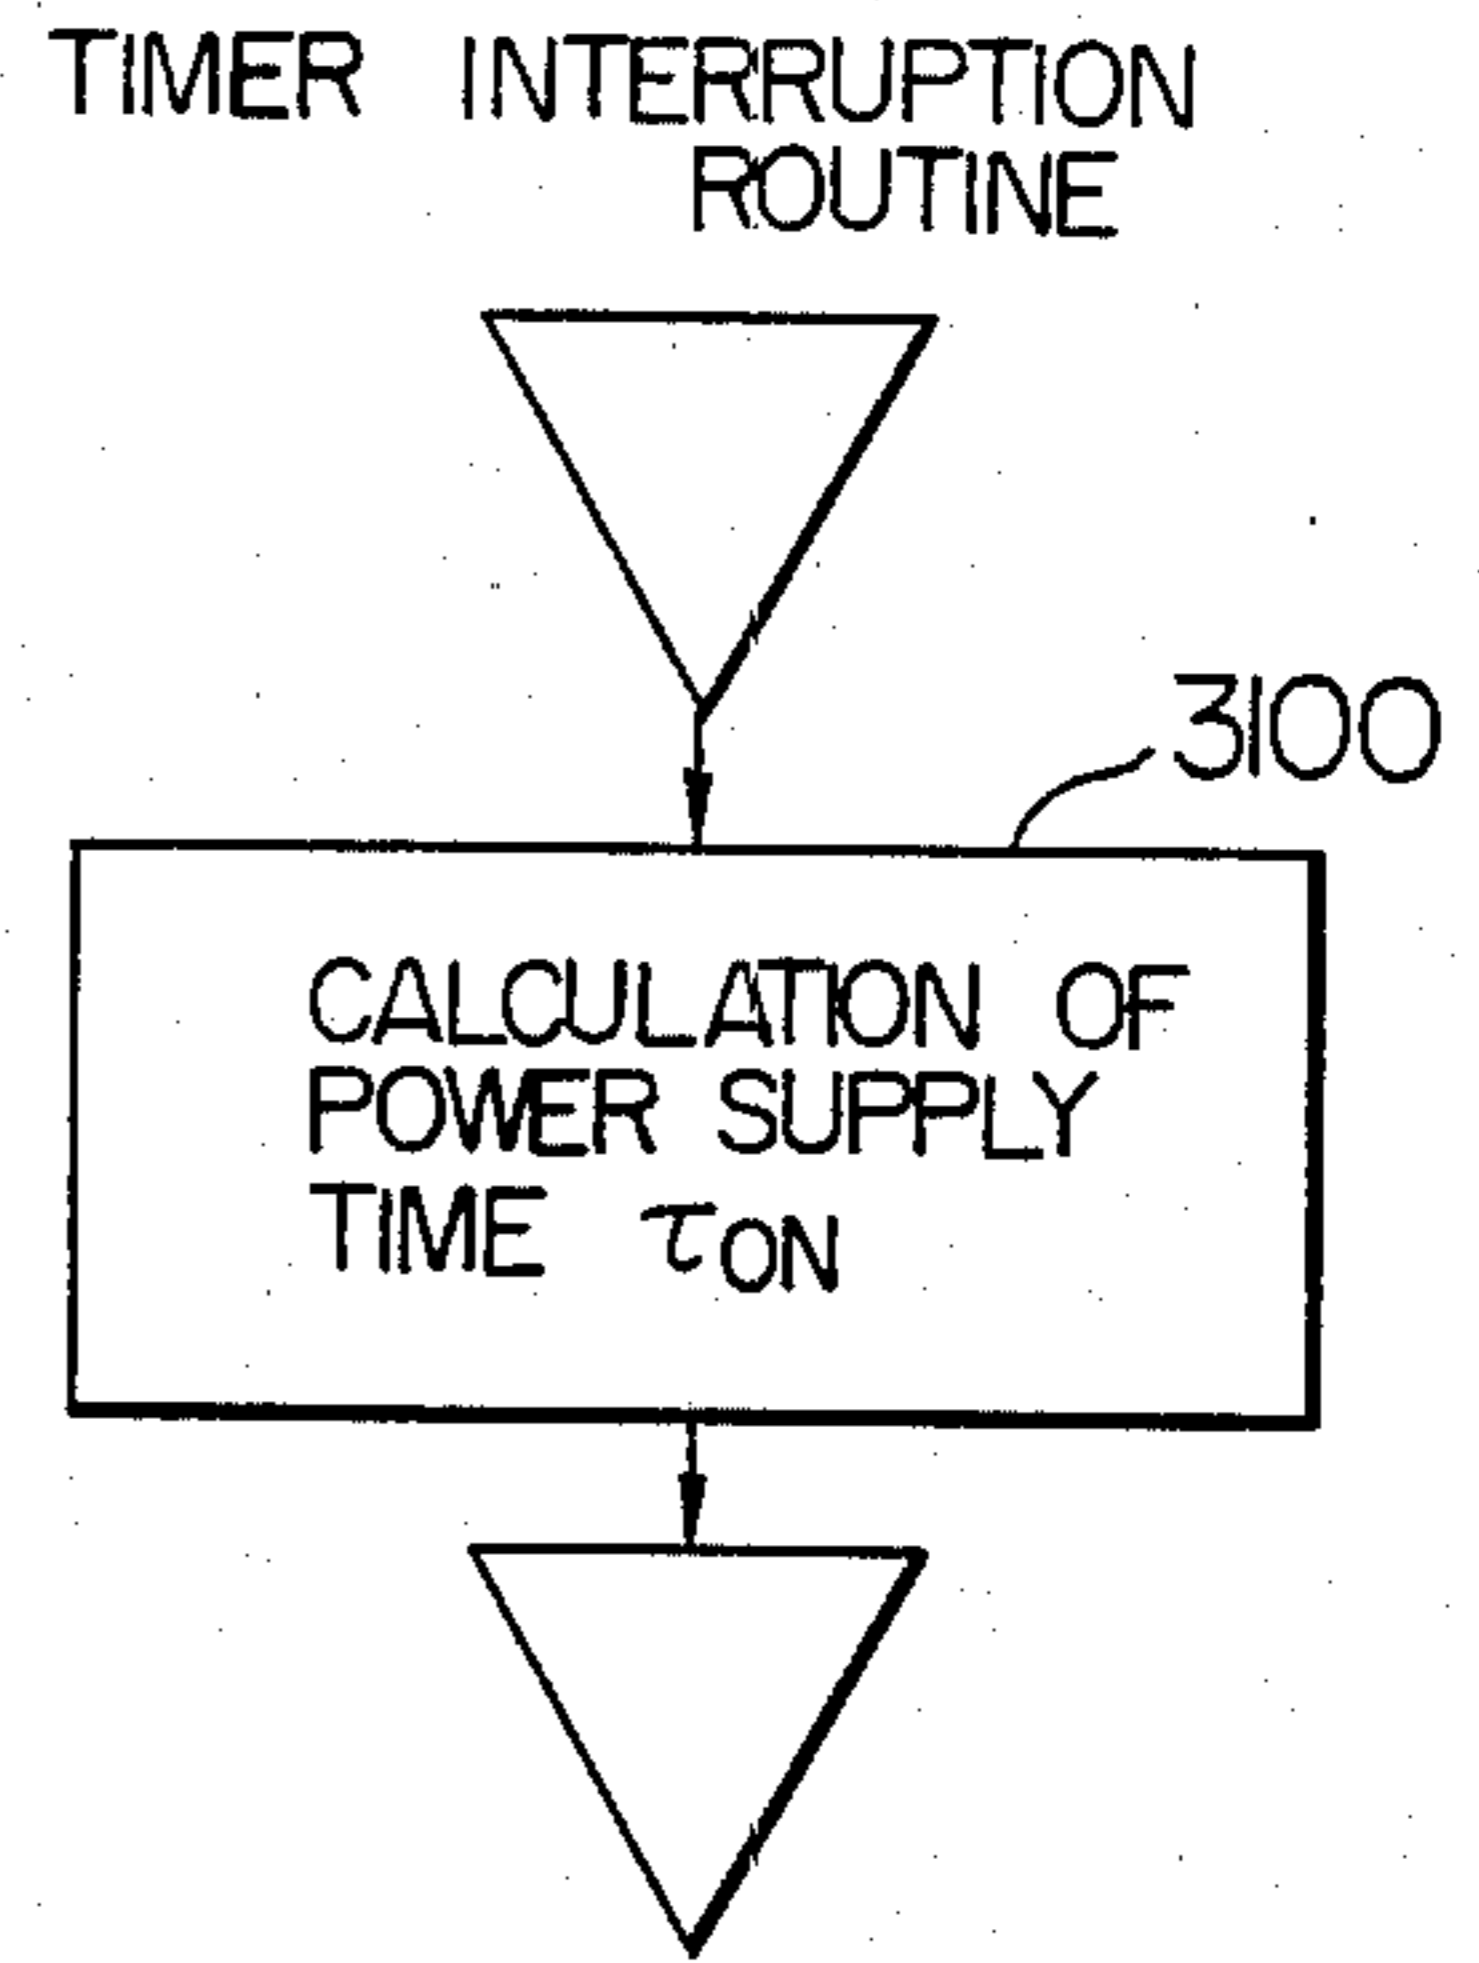 TIMER INTERRUPTION
ROUTINE
3100
CALCULATION OF
POWER SUPPLY
TIME τON